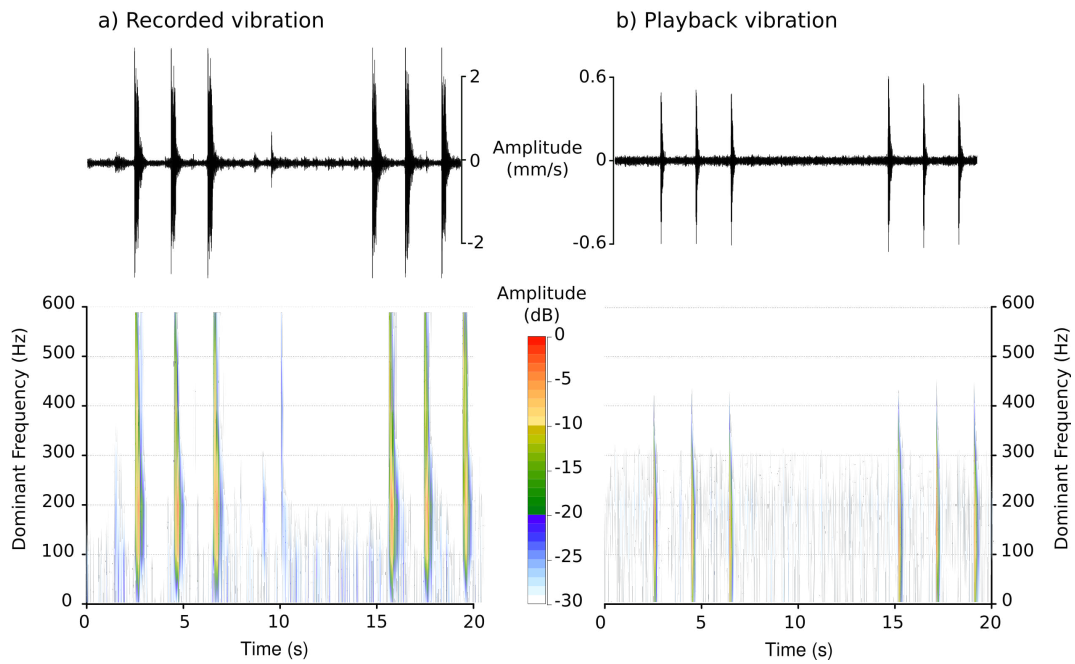 a) Recorded vibration
b) Playback vibration
2
0
-2
Amplitude
(mm/s)
0.6
0
-0.6
Amplitude
(dB)
0
-5
-10
-15
-20
-25
-30
Dominant Frequency (Hz)
600
500
400
300
200
100
0
0 5 10 15 20
Time (s)
600
500
400
300
200
100
0
Dominant Frequency (Hz)
0 5 10 15 20
Time (s)